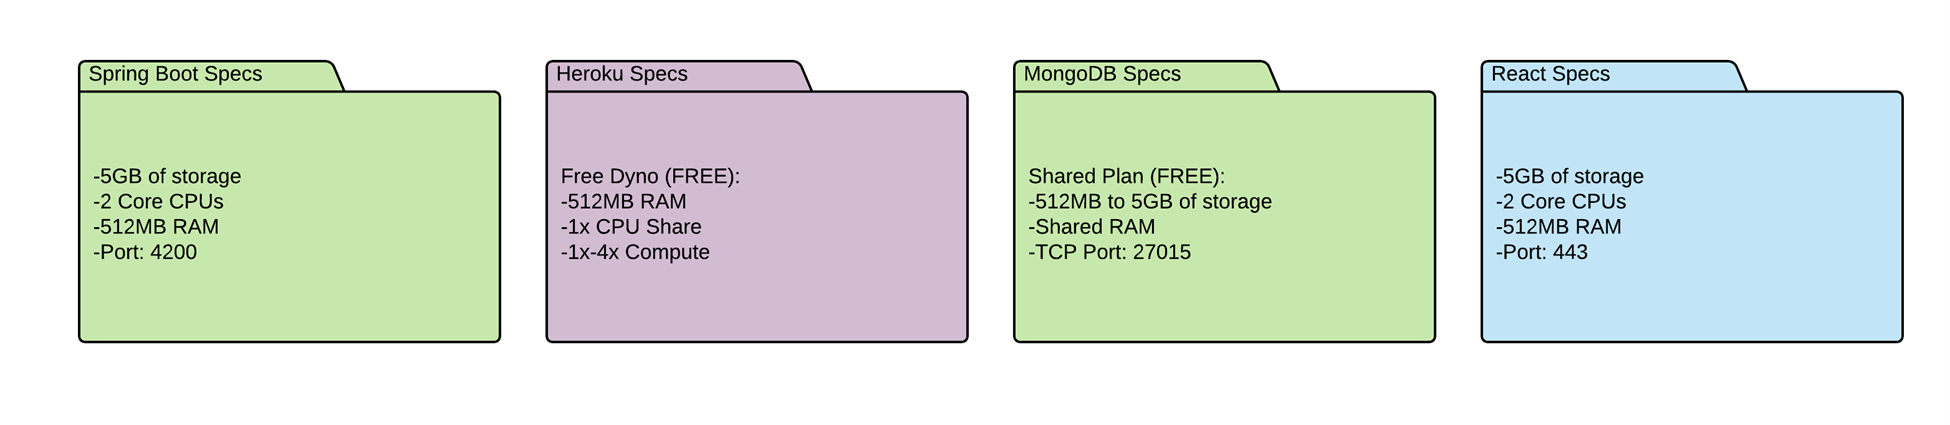 Spring Boot Specs
-5GB of storage
-2 Core CPUs
-512MB RAM
-Port: 4200
Heroku Specs
Free Dyno (FREE):
-512MB RAM
-1x CPU Share
-1x-4x Compute
MongoDB Specs
Shared Plan (FREE):
-512MB to 5GB of storage
-Shared RAM
-TCP Port: 27015
React Specs
-5GB of storage
-2 Core CPUs
-512MB RAM
-Port: 443